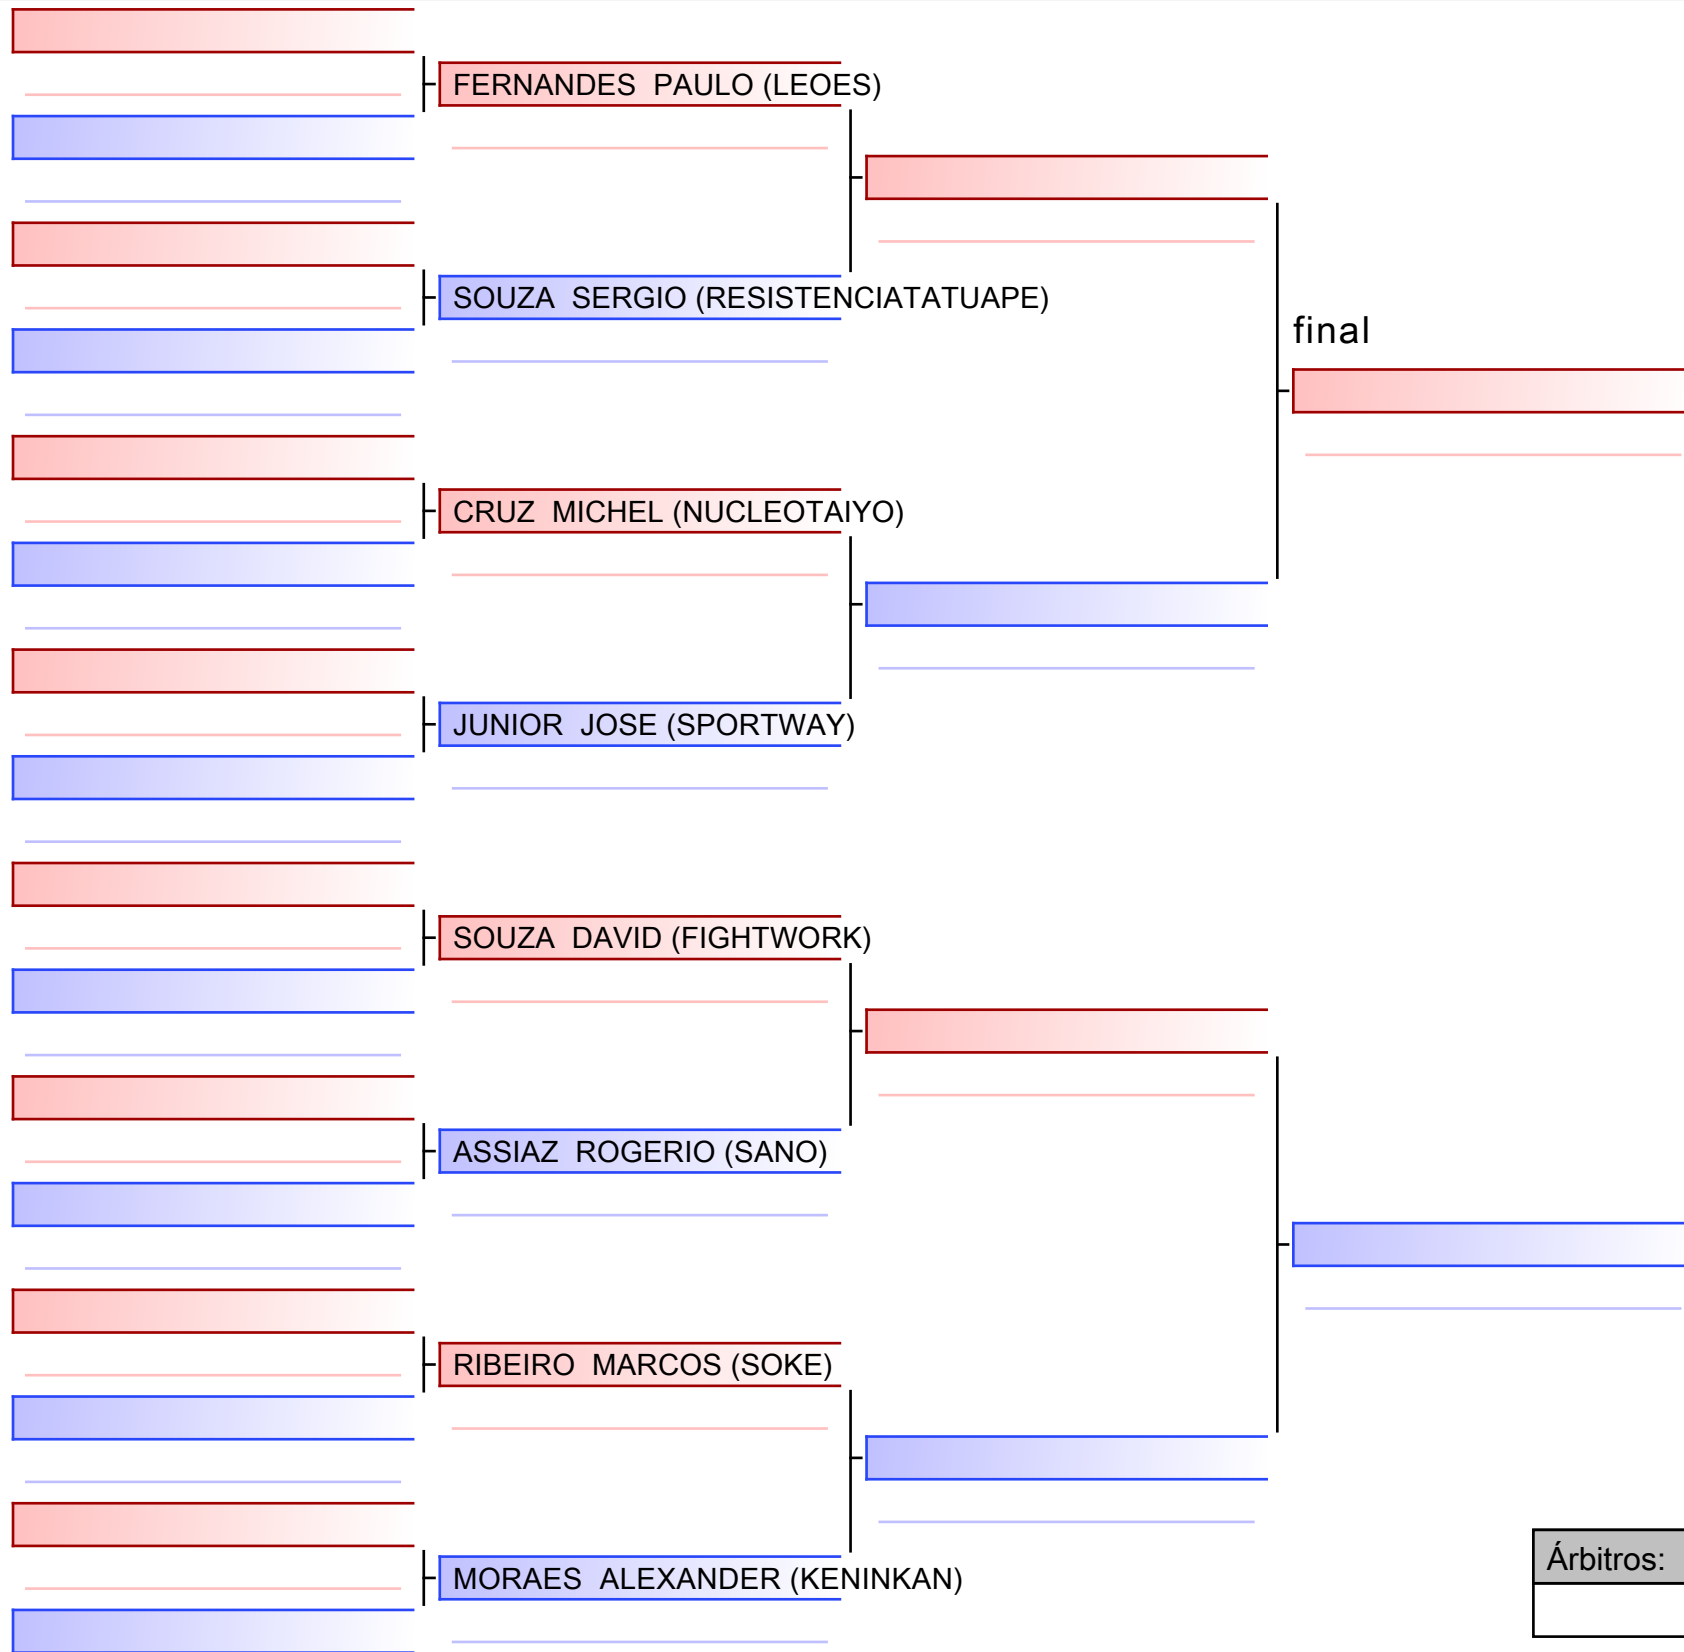 FERNANDES PAULO (LEOES)
SOUZA SERGIO (RESISTENCIATATUAPE)
final
CRUZ MICHEL (NUCLEOTAIYO)
JUNIOR JOSE (SPORTWAY)
SOUZA DAVID (FIGHTWORK)
ASSIAZ ROGERIO (SANO)
RIBEIRO MARCOS (SOKE)
Árbitros:
MORAES ALEXANDER (KENINKAN)